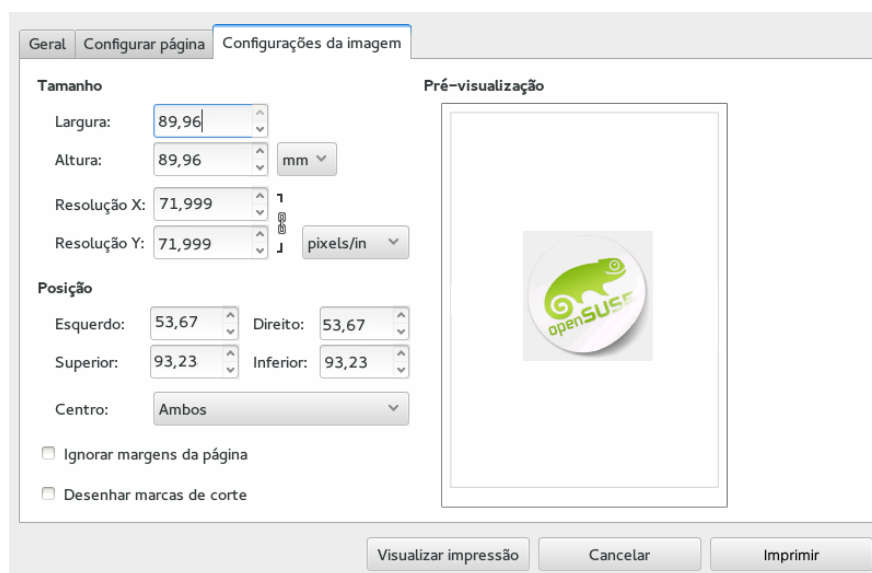 Geral Configurar página Configurações da imagem
Tamanho
Largura: 89,96
Altura: 89,96 mm
Resolução X: 71,999
Resolução Y: 71,999 pixels/in
Posição
Esquerdo: 53,67 Direito: 53,67
Superior: 93,23 Inferior: 93,23
Centro: Ambos
Ignorar margens da página
Desenhar marcas de corte
Pré-visualização
openSUSE
Visualizar impressão Cancelar Imprimir